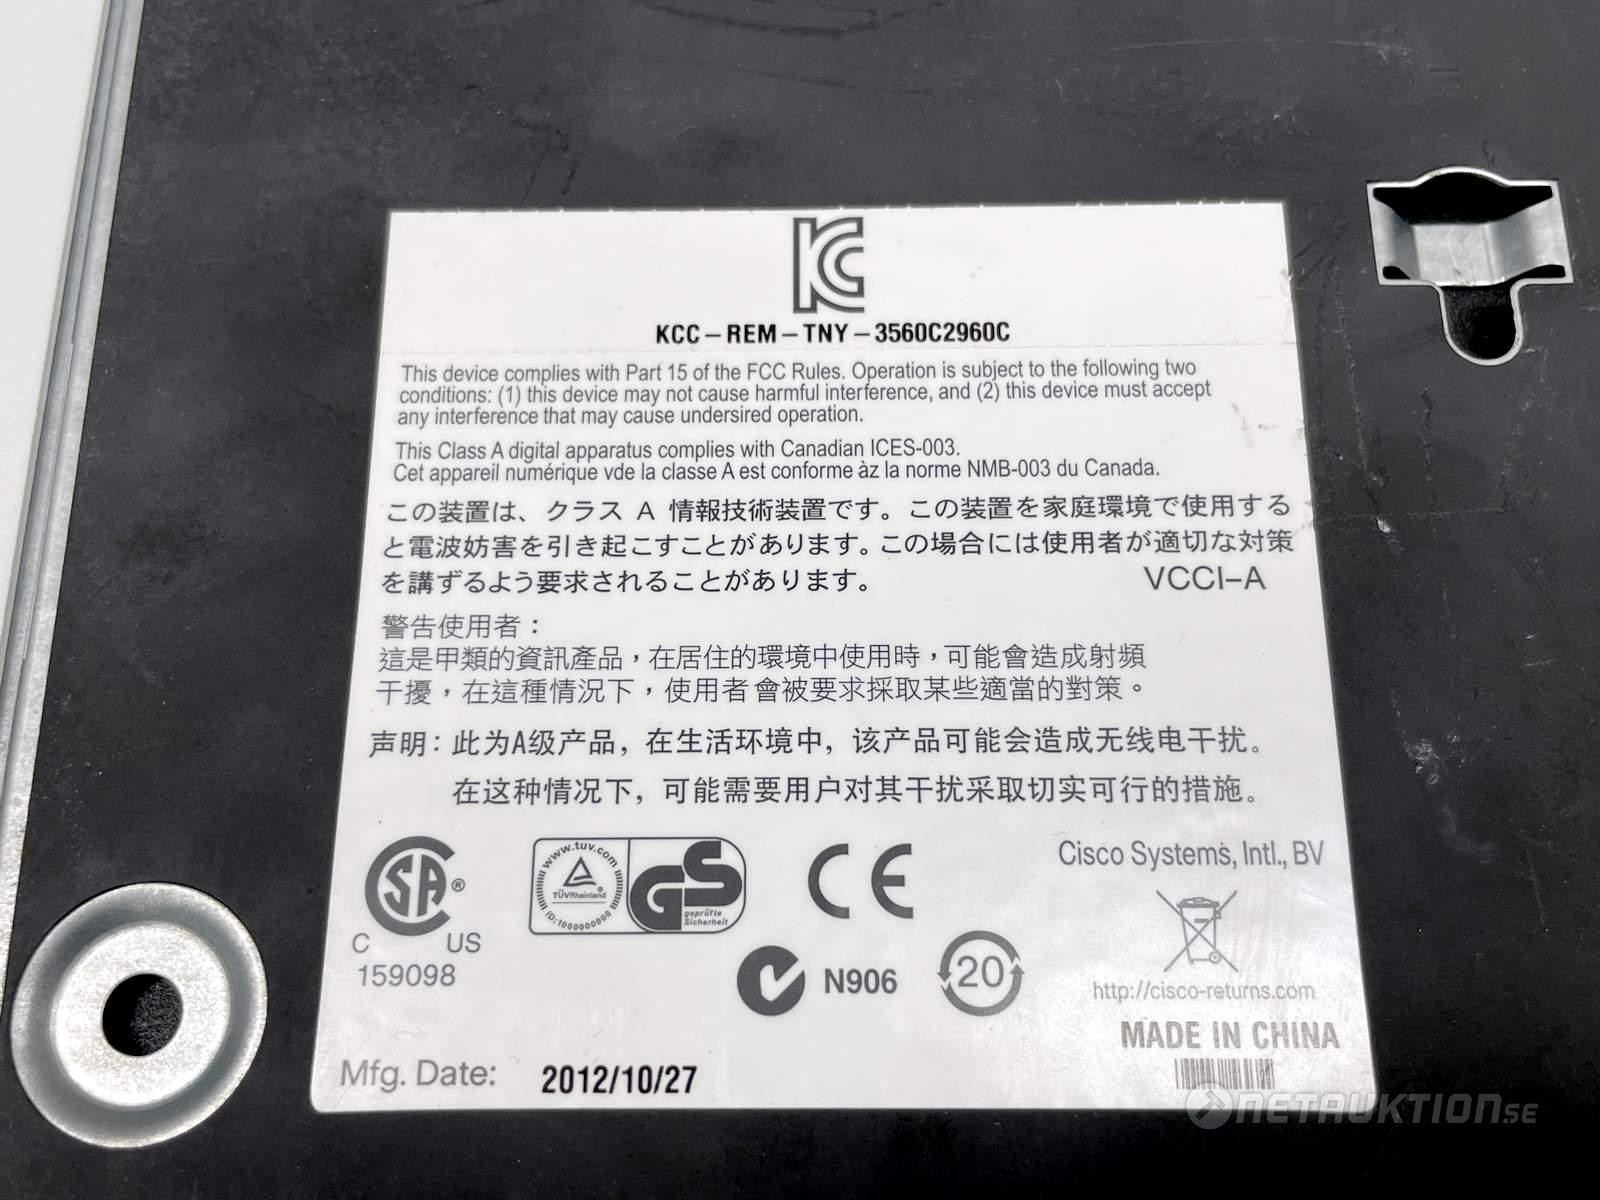 KC
KCC-REM-TNY-3560C2960C
This device complies with Part 15 of the FCC Rules. Operation is subject to the following two
conditions: (1) this device may not cause harmful interference, and (2) this device must accept
any interference that may cause undersired operation.
This Class A digital apparatus complies with Canadian ICES-003.
Cet appareil numérique vde la classe A est conforme àz la norme NMB-003 du Canada.
この装置は、クラス A 情報技術装置です。この装置を家庭環境で使用する
と電波妨害を引き起こすことがあります。この場合には使用者が適切な対策
を講ずるよう要求されることがあります。 VCCI-A
警告使用者：
這是甲類的資訊產品，在居住的環境中使用時，可能會造成射頻
干擾，在這種情況下，使用者會被要求採取某些適當的對策。
声明：此为A级产品，在生活环境中，该产品可能会造成无线电干扰。
在这种情况下，可能需要用户对其干扰采取切实可行的措施。
CSA®
C US
159098
www.tuv.com
TÜVRheinland®
ID:1000000000
GS
geprüfte
Sicherheit
CE
N906
20
Cisco Systems, Intl., BV
http://cisco-returns.com
MADE IN CHINA
Mfg. Date: 2012/10/27
NETAUKTION.SE